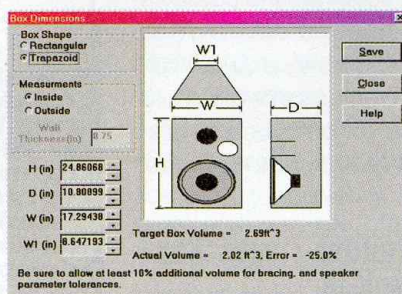 Box Dimensions
Box Shape
Rectangular
Trapazoid
Measurments
Inside
Outside
Wall
Thickness(in) 0.75
H (in) 24.86068
D (in) 10.80899
W (in) 17.29438
W1 (in) 8.647193
W1
W
D
H
Save
Close
Help
Target Box Volume = 2.69ft^3
Actual Volume = 2.02 ft^3, Error = -25.0%
Be sure to allow at least 10% additional volume for bracing, and speaker
parameter tolerances.